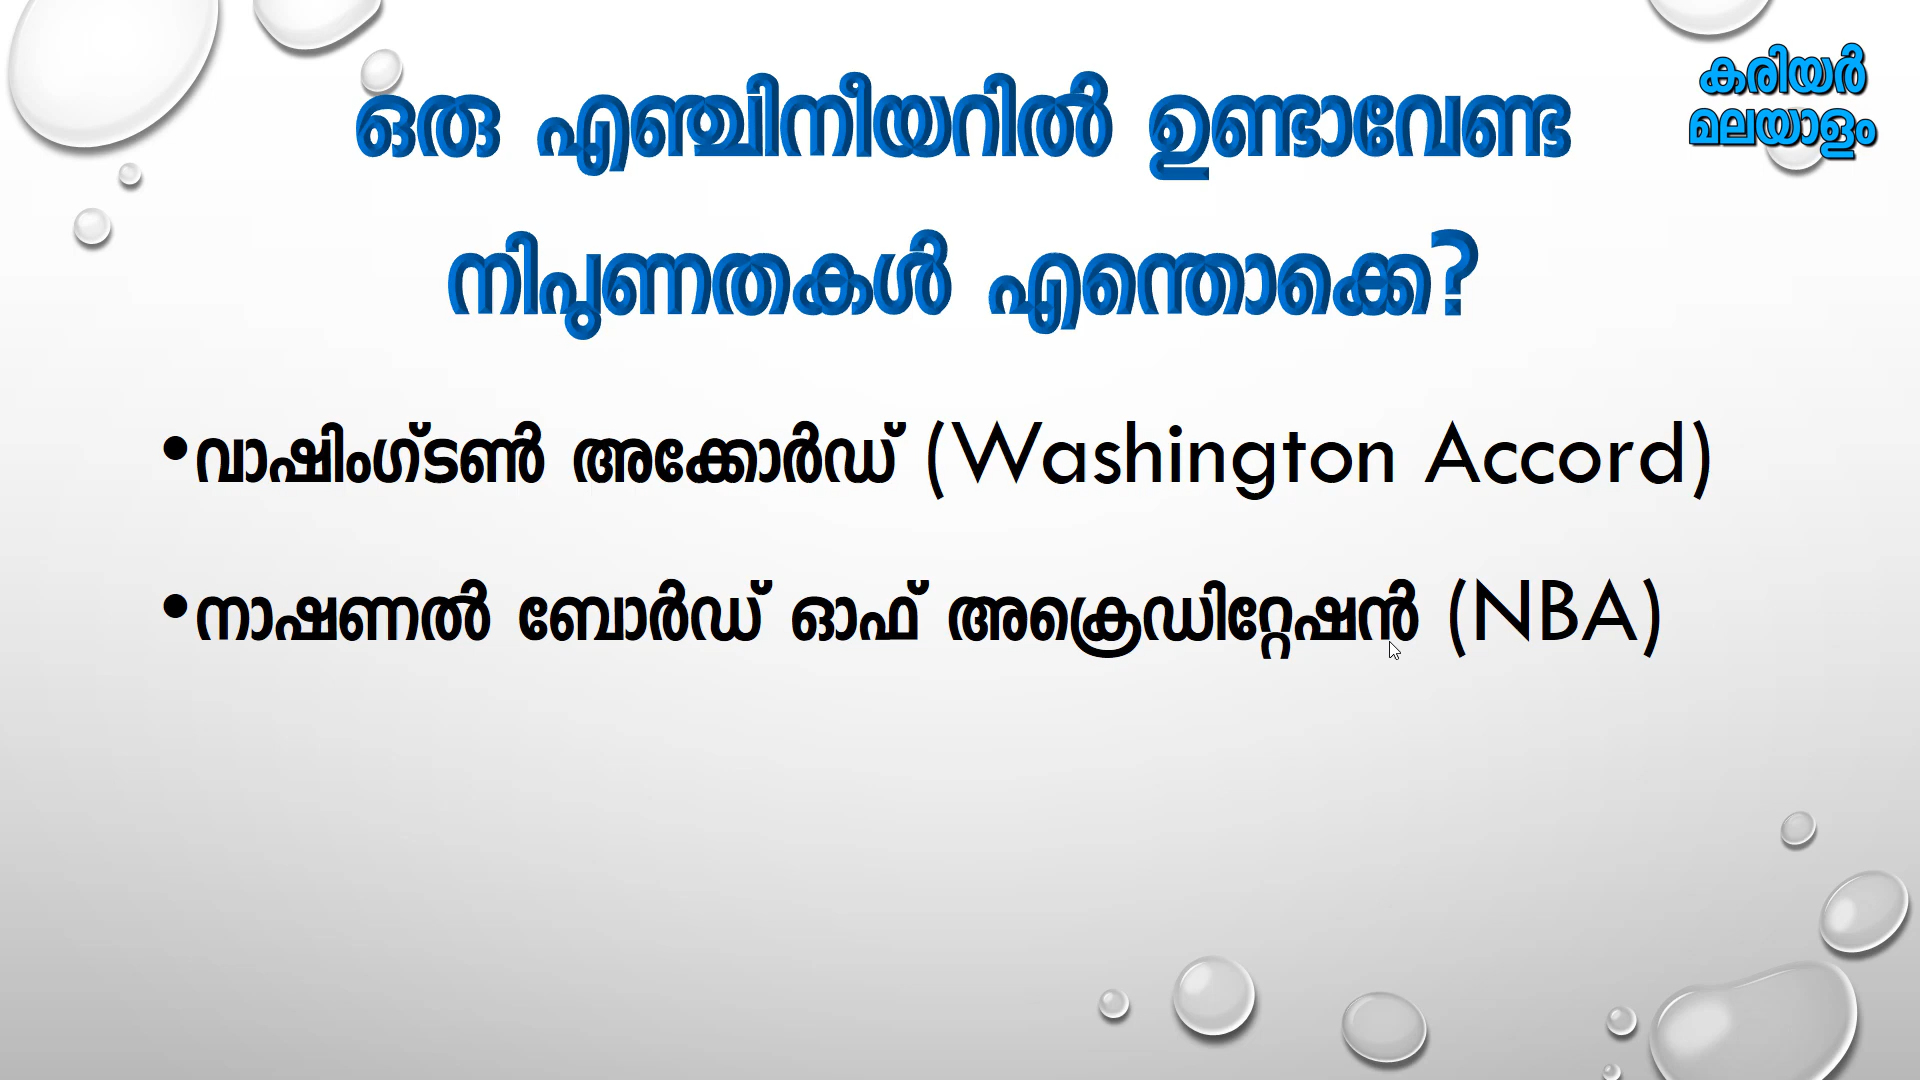 കരിയർ
മലയാളം
ഒരു എഞ്ചിനീയറിൽ ഉണ്ടാവേണ്ട
നിപുണതകൾ എന്തൊക്കെ?
•വാഷിംഗ്ടൺ അക്കോർഡ് (Washington Accord)
•നാഷണൽ ബോർഡ് ഓഫ് അക്രെഡിറ്റേഷൻ (NBA)